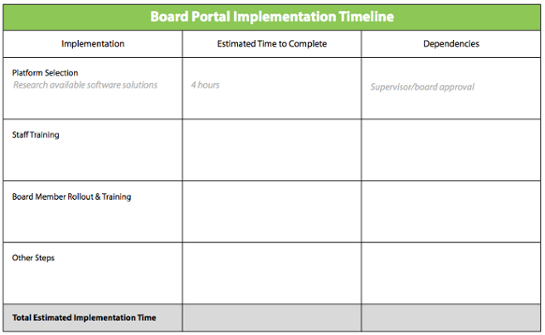 Board Portal Implementation Timeline
Implementation
Estimated Time to Complete
Dependencies
Platform Selection
Research available software solutions
4 hours
Supervisor/board approval
Staff Training
Board Member Rollout & Training
Other Steps
Total Estimated Implementation Time